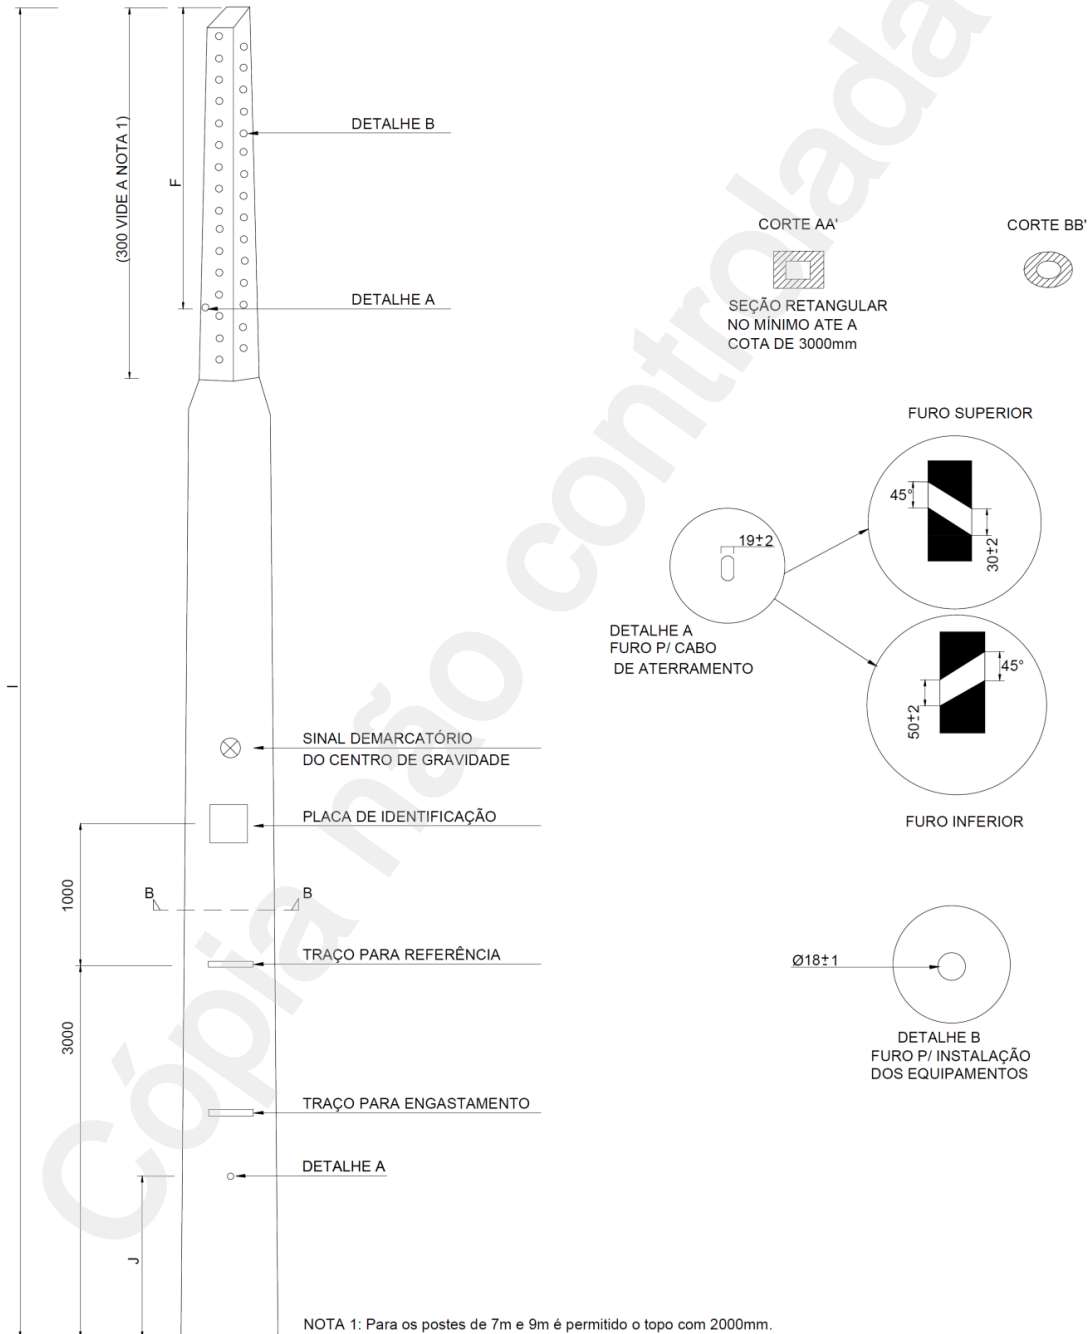 (300 VIDE A NOTA 1)
F
DETALHE B
DETALHE A
I
CORTE AA'
SEÇÃO RETANGULAR
NO MÍNIMO ATE A
COTA DE 3000mm
CORTE BB'
FURO SUPERIOR
45°
30±2
19±2
DETALHE A
FURO P/ CABO
DE ATERRAMENTO
45°
50±2
FURO INFERIOR
SINAL DEMARCATÓRIO
DO CENTRO DE GRAVIDADE
PLACA DE IDENTIFICAÇÃO
1000
B
B
TRAÇO PARA REFERÊNCIA
3000
Ø18±1
DETALHE B
FURO P/ INSTALAÇÃO
DOS EQUIPAMENTOS
TRAÇO PARA ENGASTAMENTO
DETALHE A
J
NOTA 1: Para os postes de 7m e 9m é permitido o topo com 2000mm.
Cópia não controlada